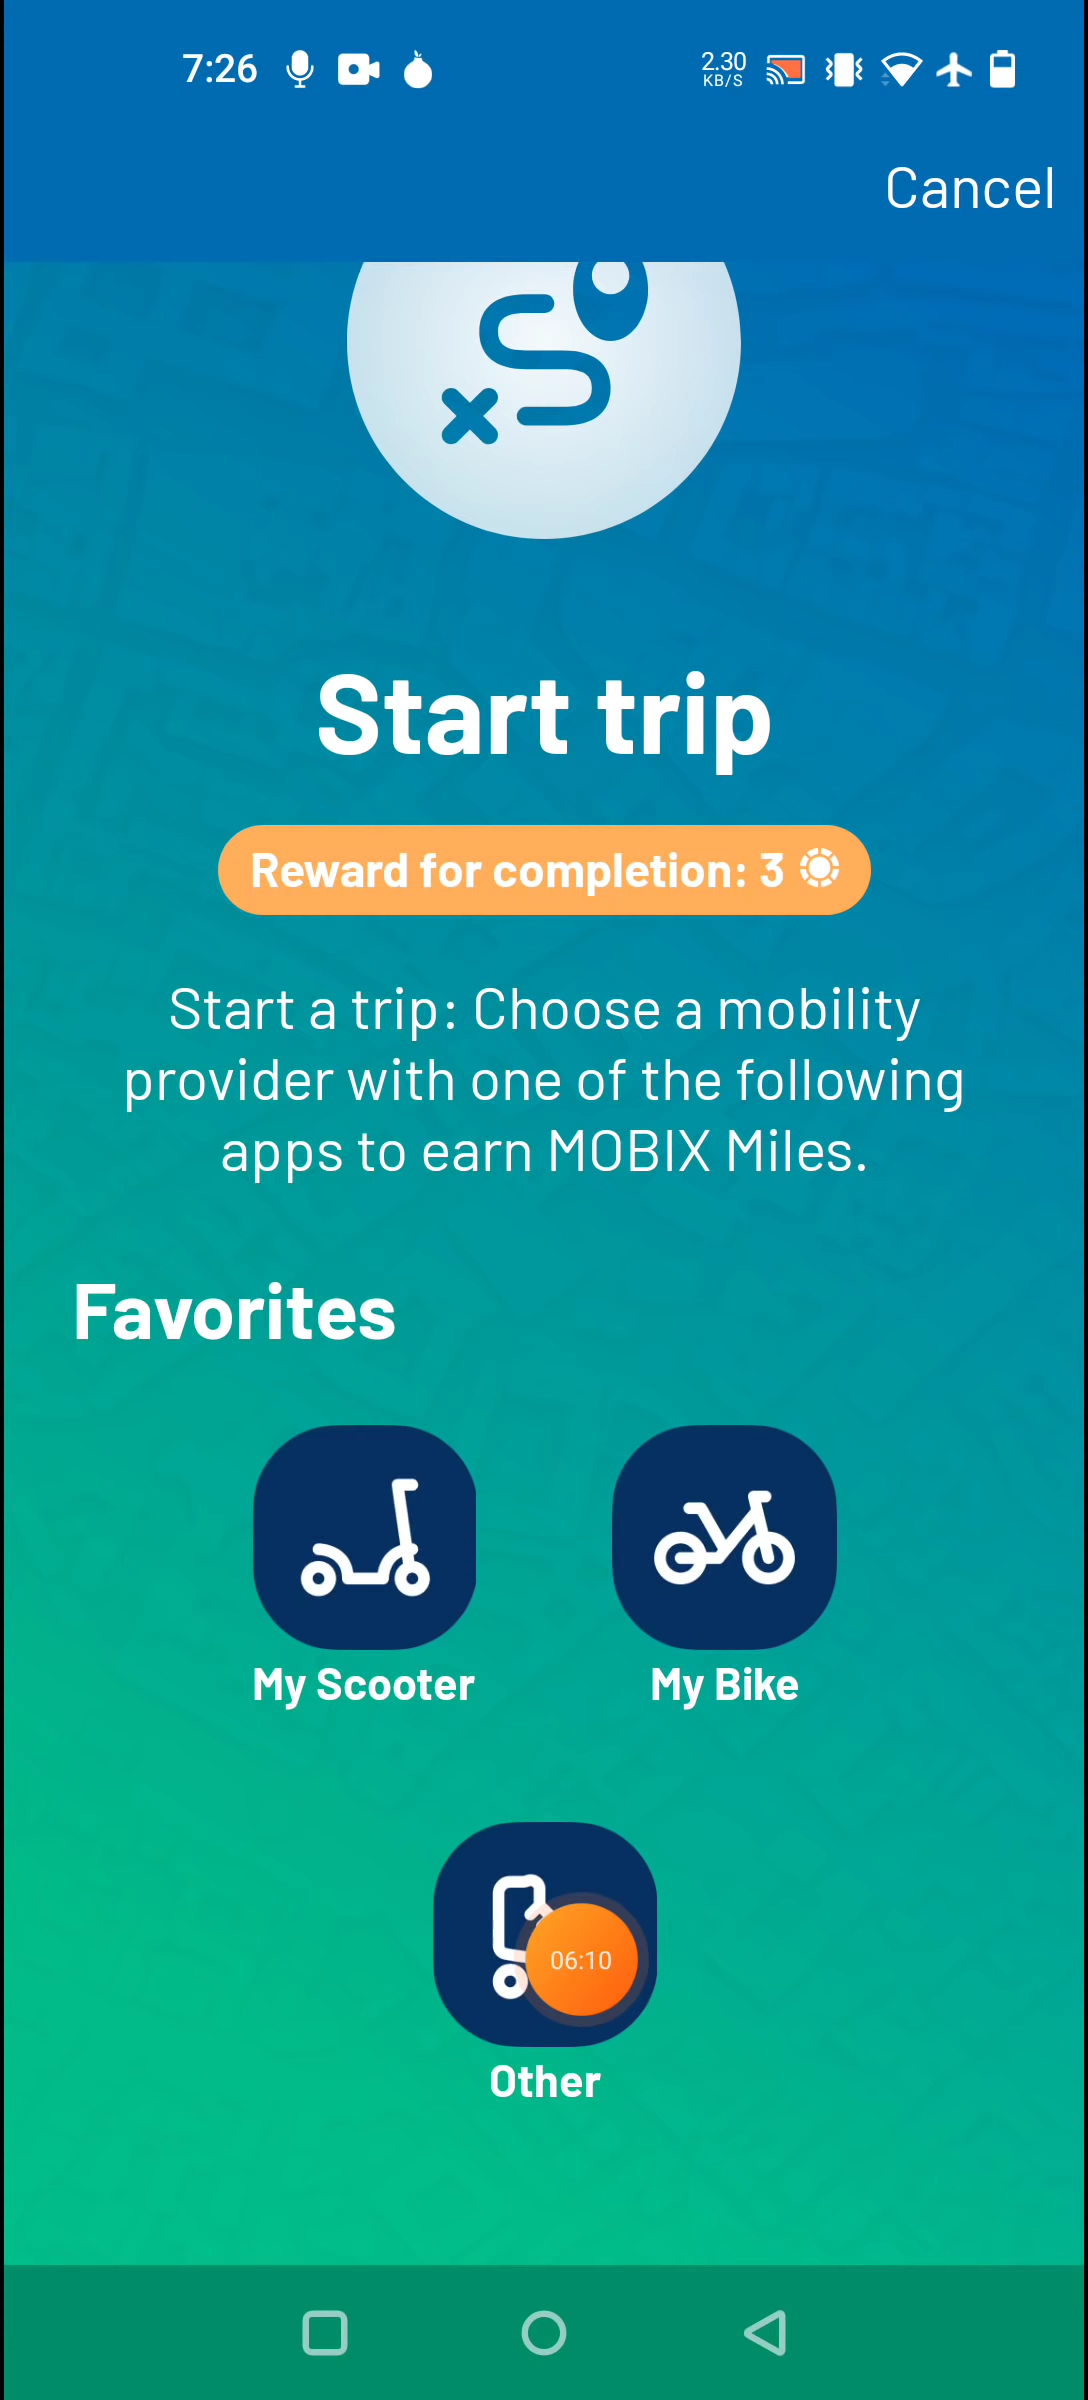 7:26
2.30
KB/S
Cancel
Start trip
Reward for completion: 3
Start a trip: Choose a mobility
provider with one of the following
apps to earn MOBIX Miles.
Favorites
My Scooter
My Bike
06:10
Other